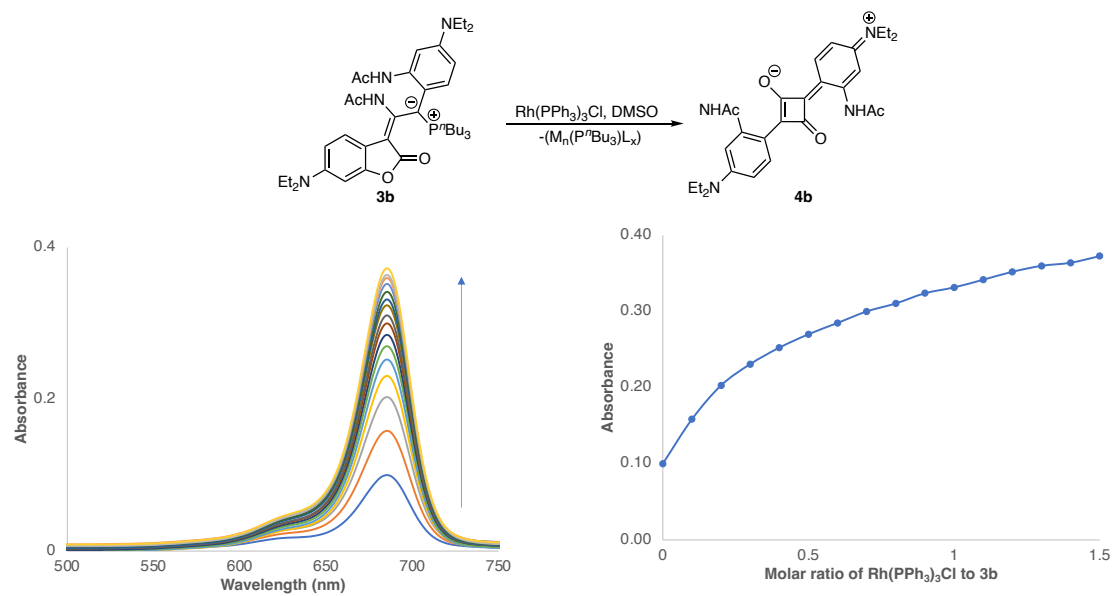 NEt₂
AcHN
AcHN
⊖
⊕
PⁿBu₃
O
O
Et₂N
3b
Rh(PPh₃)₃Cl, DMSO
-(Mₙ(PⁿBu₃)Lₓ)
⊕
NEt₂
⊖
O
NHAc
NHAc
O
Et₂N
4b
0.4
0.2
0
Absorbance
500 550 600 650 700 750
Wavelength (nm)
0.40
0.30
0.20
0.10
0.00
Absorbance
0 0.5 1 1.5
Molar ratio of Rh(PPh₃)₃Cl to 3b